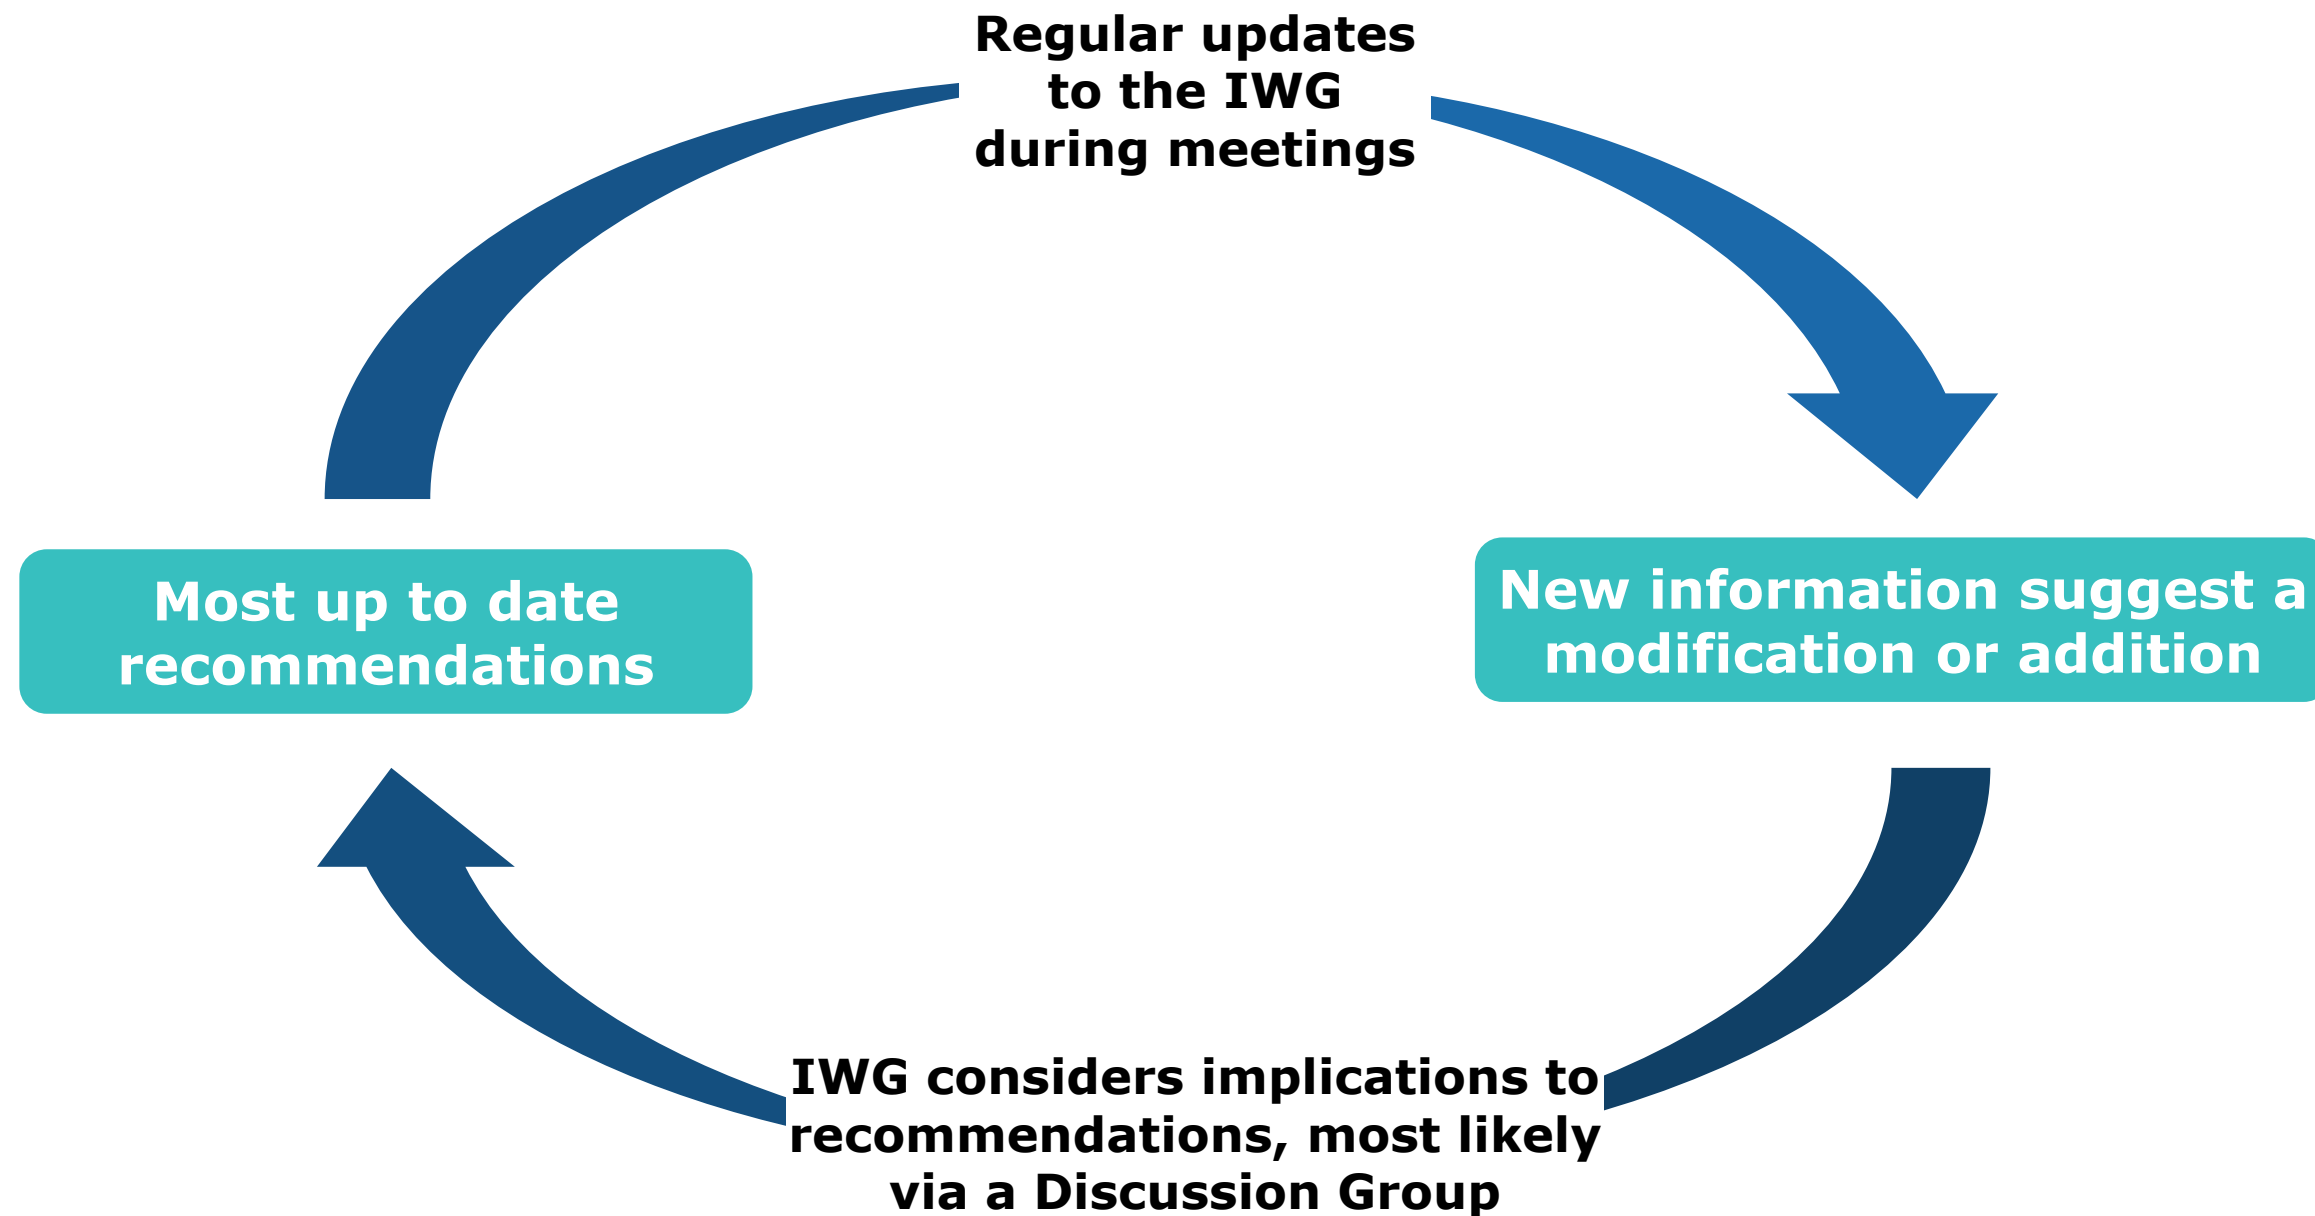 Regular updates
to the IWG
during meetings
Most up to date
recommendations
New information suggest a
modification or addition
IWG considers implications to
recommendations, most likely
via a Discussion Group